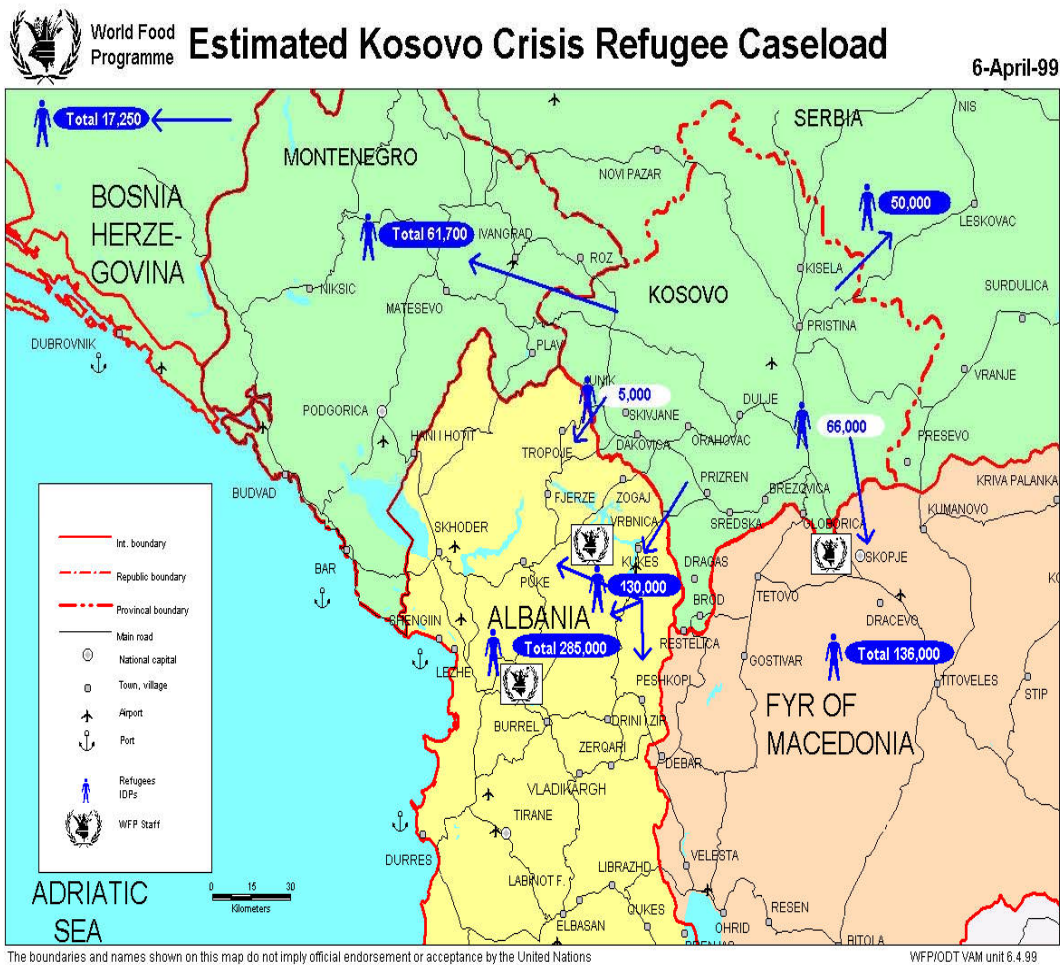 World Food
Programme
Estimated Kosovo Crisis Refugee Caseload
6-April-99
Total 17,250
SERBIA
NIS
MONTENEGRO
NOVI PAZAR
BOSNIA
HERZE-
GOVINA
50,000
LESKOVAC
Total 61,700
IVANGRAD
ROZ
KISELA
KOSOVO
NIKSIC
MATESEVO
SURDULICA
PRISTINA
DUBROVNIK
PLAV
VRANJE
UNIK
5,000
DULJE
PODGORICA
SKIVJANE
66,000
HANI I HOTIT
DAKOVICA
ORAHOVAC
PRESEVO
TROPOJE
BUDVAD
PRIZREN
BREZOVICA
KRIVA PALANKA
FJERZE
ZOGAJ
KUMANOVO
VRBNICA
SREDSKA
GLOBORICA
SKHODER
KUKES
DRAGAS
SKOPJE
BAR
PUKE
130,000
TETOVO
BROD
DRACEVO
SHENGJIN
ALBANIA
RESTELICA
Total 285,000
Total 136,000
LEZHE
GOSTIVAR
PESHKOPI
TITOVELES
STIP
BURREL
DRINI I ZIR
FYR OF
MACEDONIA
ZERQARI
DEBAR
VLADIKARGH
TIRANE
DURRES
LIBRAZHD
VELESTA
LABINOT F.
QUKES
RESEN
ELBASAN
OHRID
BITOLA
ADRIATIC
SEA
Int. boundary
Republic boundary
Provincal boundary
Main road
National capital
Town, village
Airport
Port
Refugees
IDPs
WFP Staff
0 15 30
Kilometers
The boundaries and names shown on this map do not imply official endorsement or acceptance by the United Nations
WFP/ODT VAM unit 6.4.99